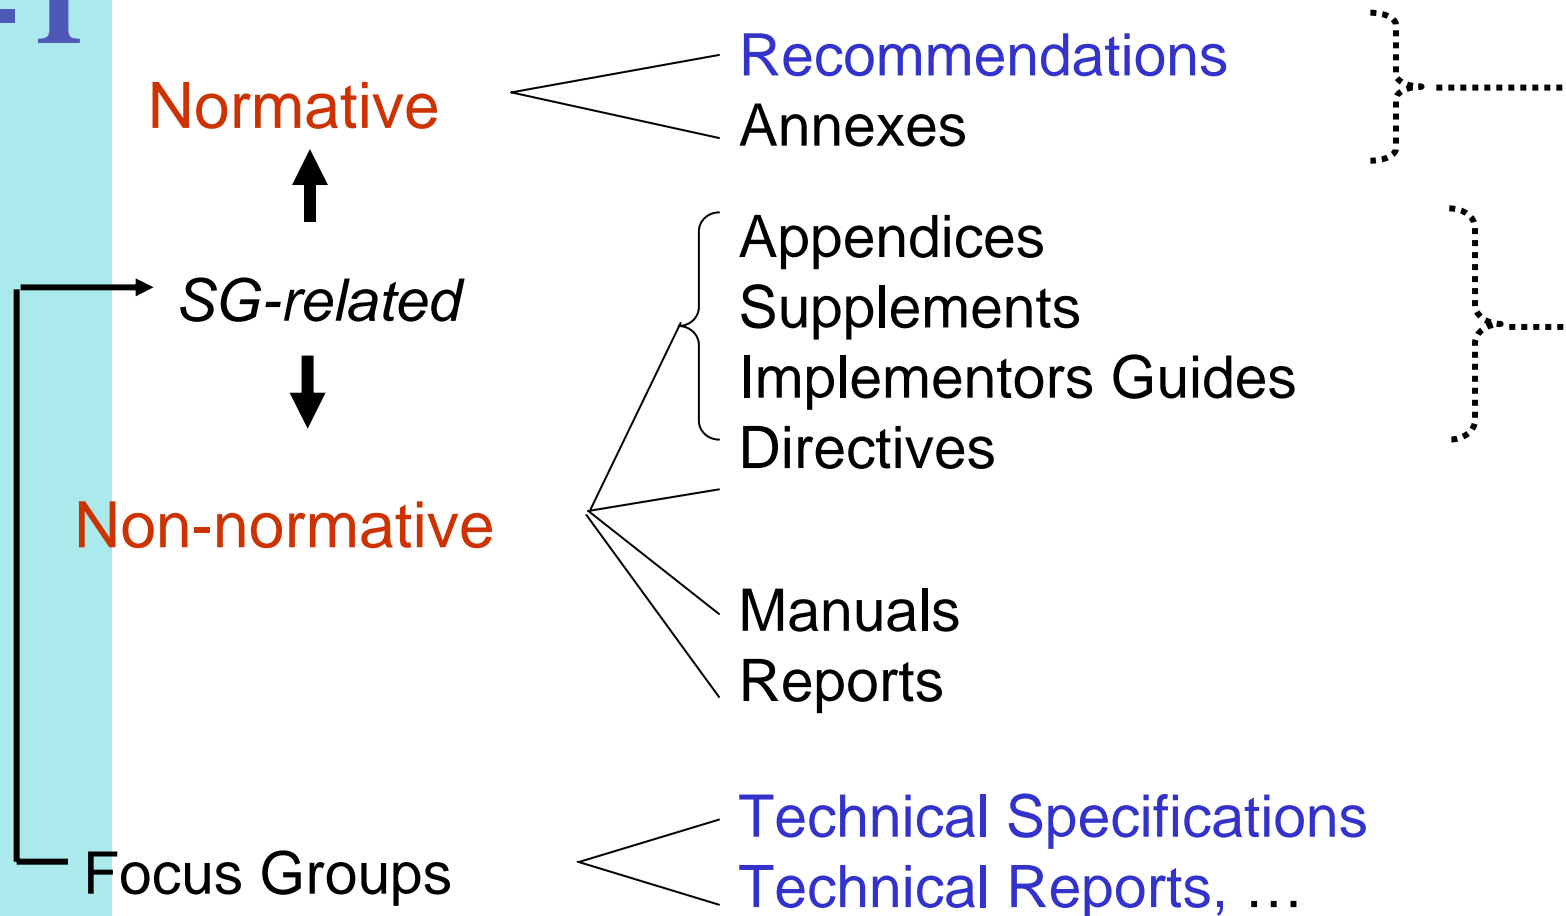 -T
Recommendations
Normative
Annexes
Appendices
SG-related
Supplements
Implementors Guides
Directives
Non-normative
Manuals
Reports
Technical Specifications
Focus Groups
Technical Reports, …